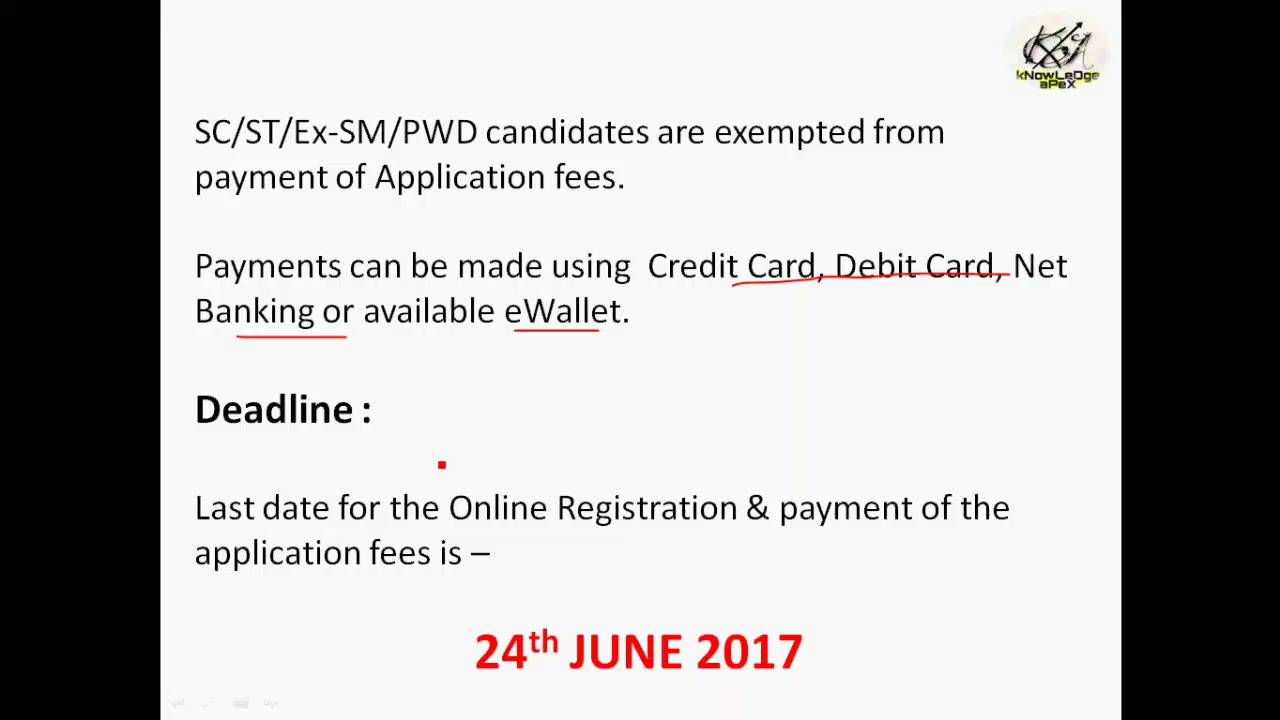 kNowLeDge
aPeX
SC/ST/Ex-SM/PWD candidates are exempted from
payment of Application fees.
Payments can be made using Credit Card, Debit Card, Net
Banking or available eWallet.
Deadline :
Last date for the Online Registration & payment of the
application fees is –
24th JUNE 2017